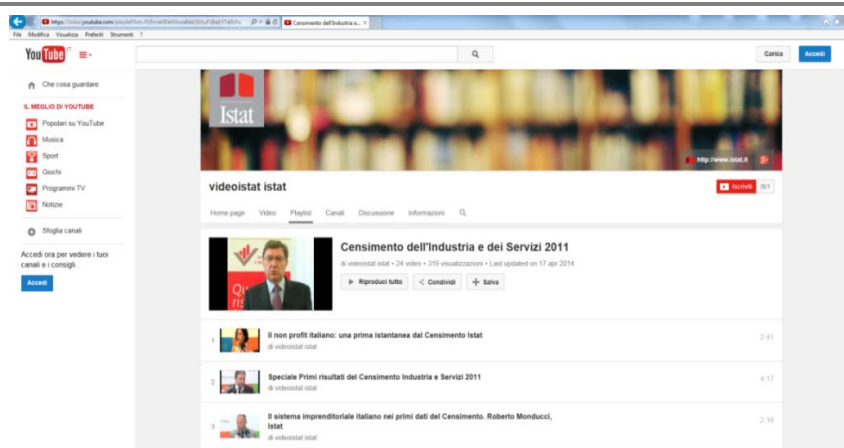 Censimento dell'Industria e...
File Modifica Visualizza Preferiti Strumenti ?
YouTube IT
Carica
Accedi
Che cosa guardare
IL MEGLIO DI YOUTUBE
Popolari su YouTube
Musica
Sport
Giochi
Programmi TV
Notizie
Sfoglia canali
Accedi ora per vedere i tuoi
canali e i consigli.
Accedi
Istat
http://www.istat.it
videoistat istat
Iscriviti 361
Home page Video Playlist Canali Discussione Informazioni
Censimento dell'Industria e dei Servizi 2011
di videoistat istat • 24 video • 319 visualizzazioni • Last updated on 17 apr 2014
Riproduci tutto Condividi Salva
1 Il non profit italiano: una prima istantanea dal Censimento Istat 2:41
di videoistat istat
2 Speciale Primi risultati del Censimento Industria e Servizi 2011 4:17
di videoistat istat
3 Il sistema imprenditoriale italiano nei primi dati del Censimento. Roberto Monducci,
Istat
di videoistat istat